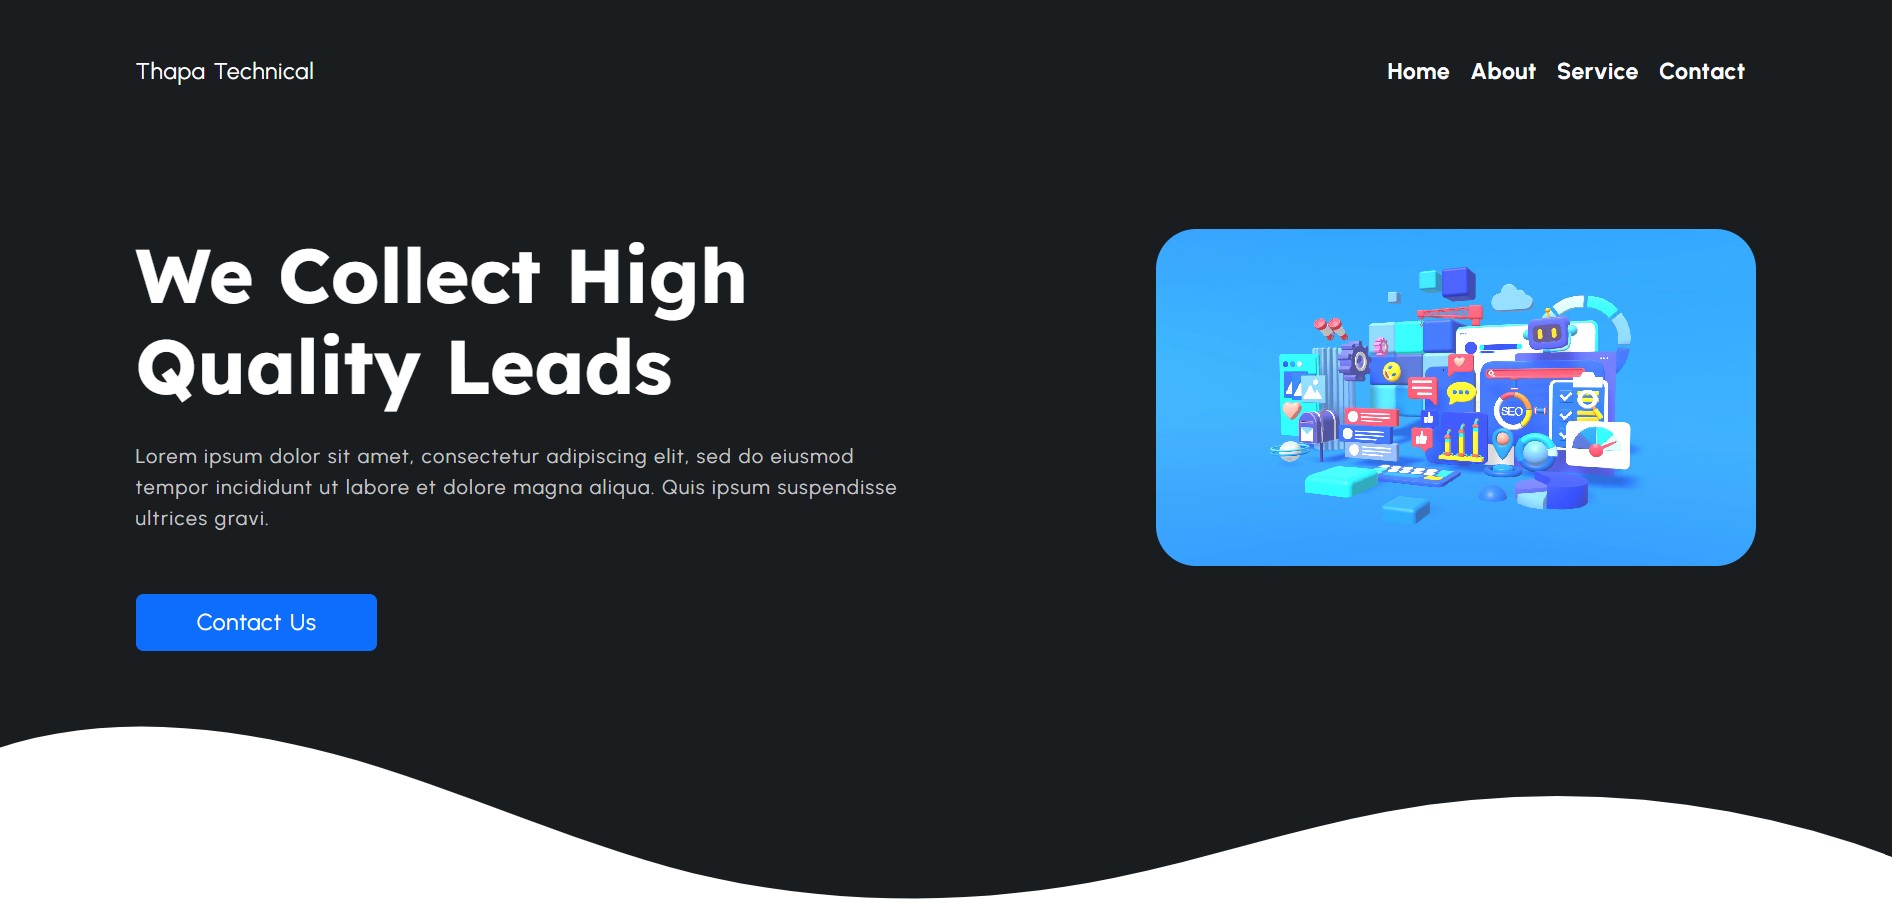 Thapa Technical
Home About Service Contact
We Collect High
Quality Leads
Lorem ipsum dolor sit amet, consectetur adipiscing elit, sed do eiusmod
tempor incididunt ut labore et dolore magna aliqua. Quis ipsum suspendisse
ultrices gravi.
Contact Us
SEO